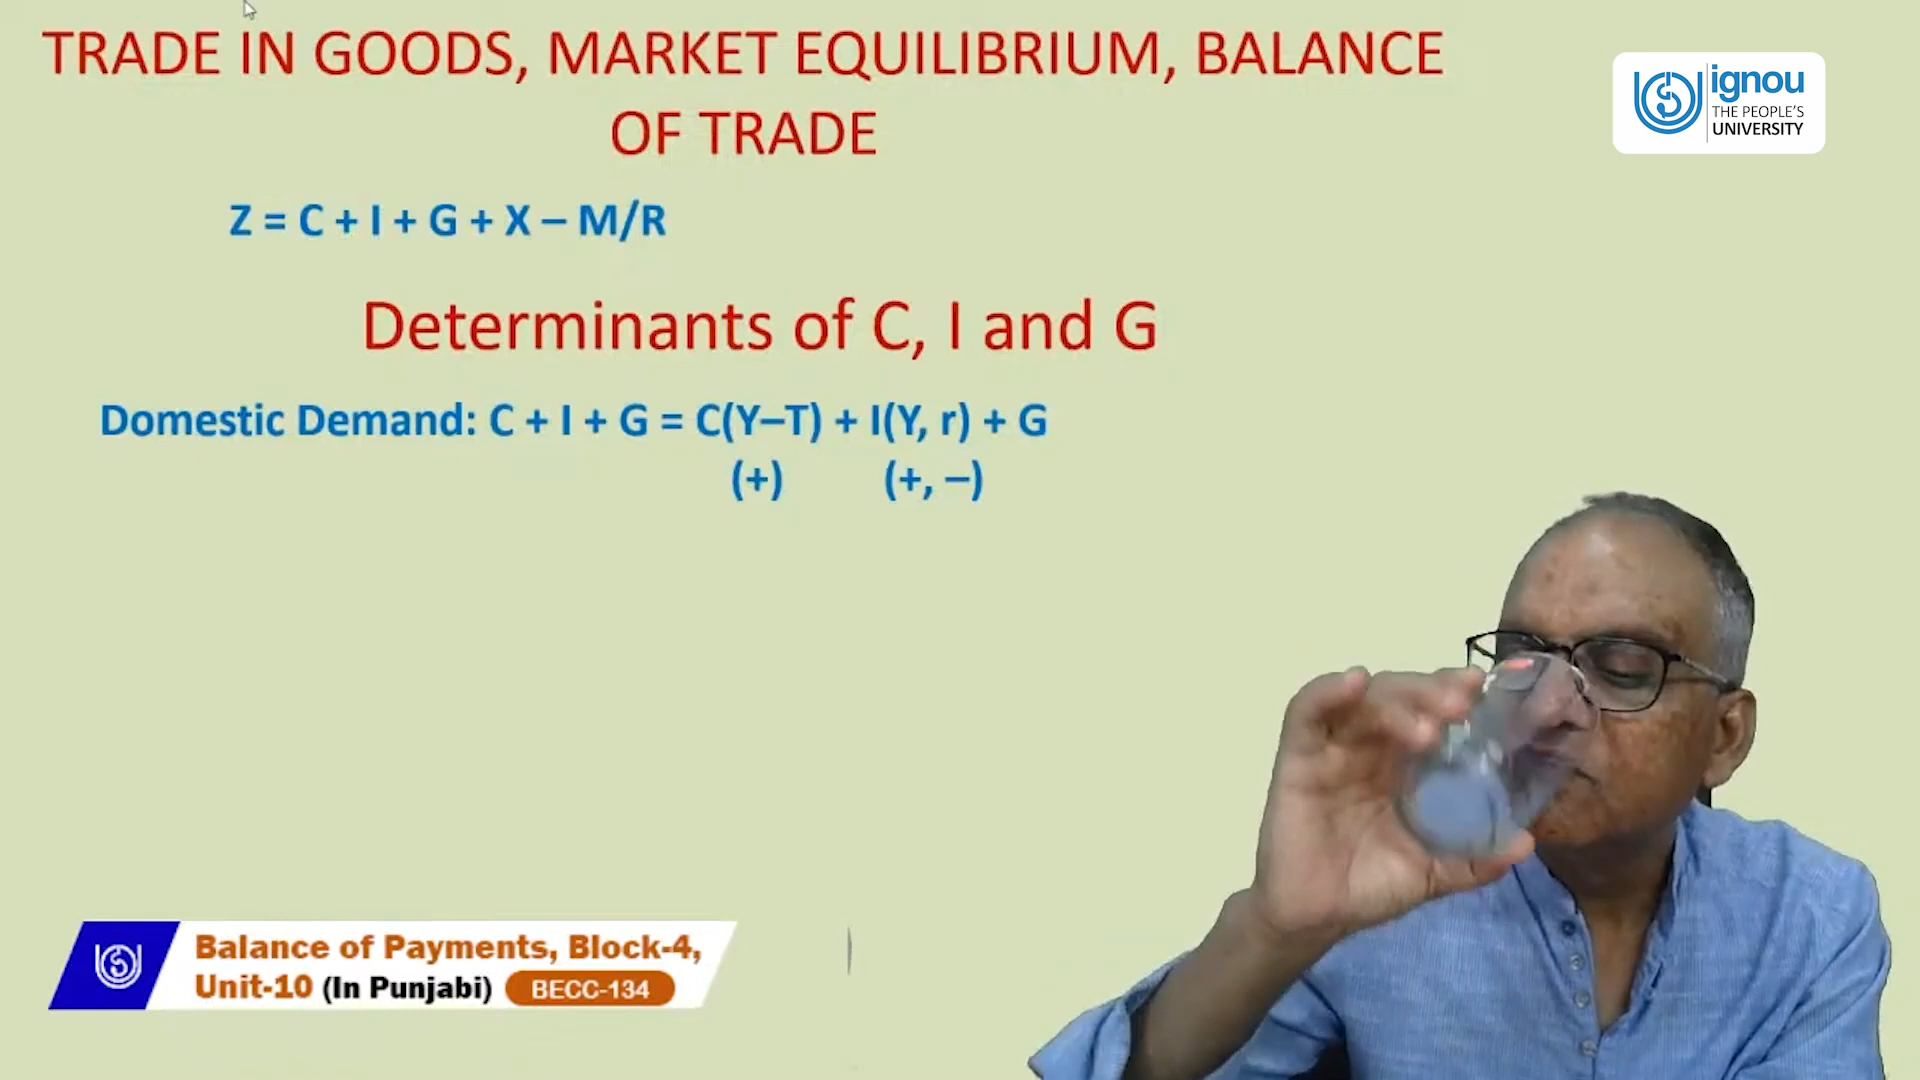 TRADE IN GOODS, MARKET EQUILIBRIUM, BALANCE
OF TRADE
ignou
THE PEOPLE'S
UNIVERSITY
Z = C + I + G + X – M/R
Determinants of C, I and G
Domestic Demand: C + I + G = C(Y–T) + I(Y, r) + G
(+) (+, –)
Balance of Payments, Block-4,
Unit-10 (In Punjabi) BECC-134